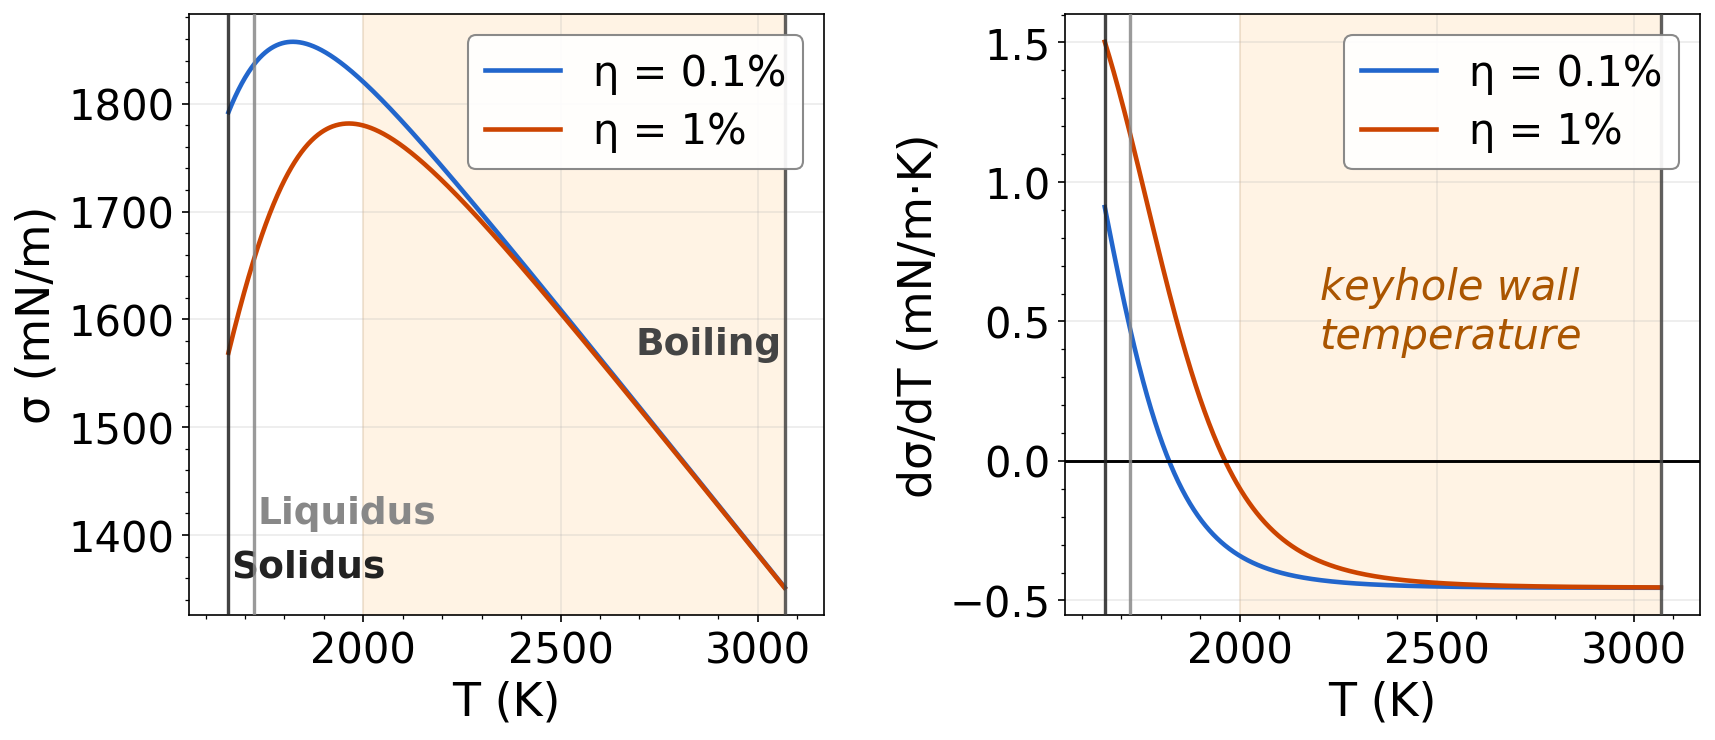 σ (mN/m)
1800
1700
1600
1500
1400
η = 0.1%
η = 1%
Boiling
Liquidus
Solidus
2000 2500 3000
T (K)
dσ/dT (mN/m·K)
1.5
1.0
0.5
0.0
−0.5
η = 0.1%
η = 1%
keyhole wall
temperature
2000 2500 3000
T (K)